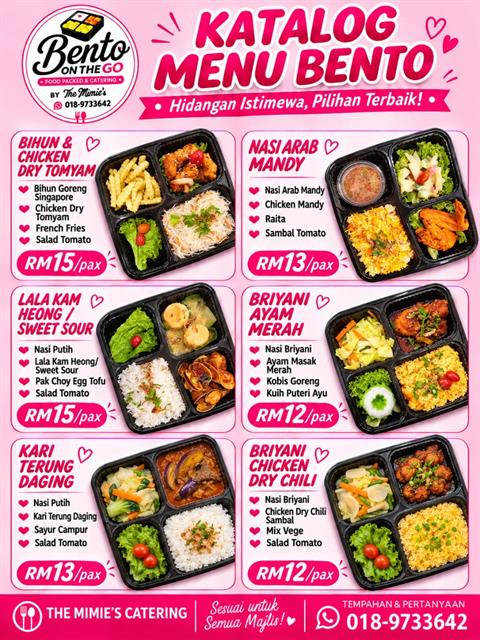 Bento
ON THE GO
• FOOD PACKED & CATERING •
BY The Mimie's
018-9733642
KATALOG
MENU BENTO
• Hidangan Istimewa, Pilihan Terbaik! •
BIHUN &
CHICKEN
DRY TOMYAM
Bihun Goreng
Singapore
Chicken Dry
Tomyam
French Fries
Salad Tomato
RM15/pax
NASI ARAB
MANDY
Nasi Arab Mandy
Chicken Mandy
Raita
Sambal Tomato
RM13/pax
LALA KAM
HEONG /
SWEET SOUR
Nasi Putih
Lala Kam Heong/
Sweet Sour
Pak Choy Egg Tofu
Salad Tomato
RM15/pax
BRIYANI
AYAM
MERAH
Nasi Briyani
Ayam Masak
Merah
Kobis Goreng
Kuih Puteri Ayu
RM12/pax
KARI
TERUNG
DAGING
Nasi Putih
Kari Terung Daging
Sayur Campur
Salad Tomato
RM13/pax
BRIYANI
CHICKEN
DRY CHILI
Nasi Briyani
Chicken Dry Chili
Sambal
Mix Vege
Salad Tomato
RM12/pax
THE MIMIE'S CATERING
Sesuai untuk
Semua Majlis!
TEMPAHAN & PERTANYAAN
018-9733642